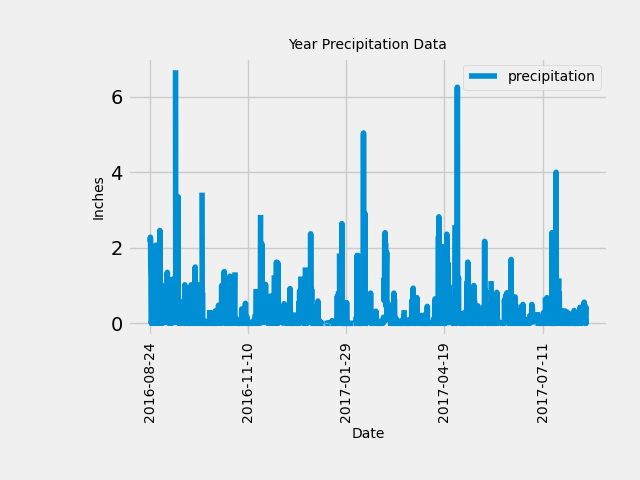 Year Precipitation Data
precipitation
6
4
2
0
Inches
2016-08-24
2016-11-10
2017-01-29
2017-04-19
2017-07-11
Date